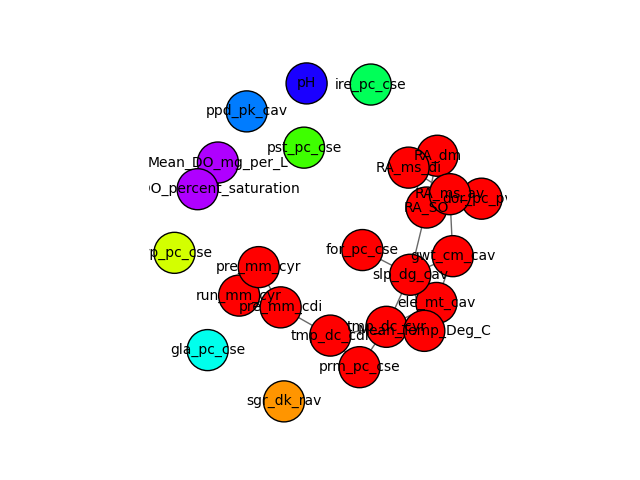 pH
ire_pc_cse
ppd_pk_cav
pst_pc_cse
Mean_DO_mg_per_L
RA_dm
RA_ms_di
O_percent_saturation
RA_ms_av
RA_SO
for_pc_cse
gwt_cm_cav
p_pc_cse
pre_mm_cyr
slp_dg_cav
run_mm_cyr
pre_mm_cdi
ele_mt_cav
tmp_dc_cyr
Mean_Temp_Deg_C
tmp_dc_cdi
gla_pc_cse
prm_pc_cse
sgr_dk_rav